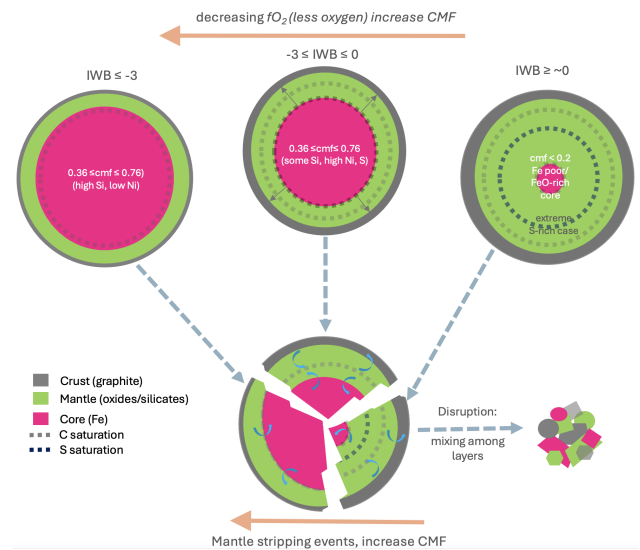 decreasing fO₂ (less oxygen) increase CMF
IWB ≤ -3
-3 ≤ IWB ≤ 0
IWB ≥ ~0
0.36 ≤cmf ≤ 0.76)
(high Si, low Ni)
0.36 ≤cmf≤ 0.76
(some Si, high Ni, S)
cmf < 0.2
Fe poor/
FeO-rich
core
extreme
S-rich case
Crust (graphite)
Mantle (oxides/silicates)
Core (Fe)
C saturation
S saturation
Disruption:
mixing among
layers
Mantle stripping events, increase CMF